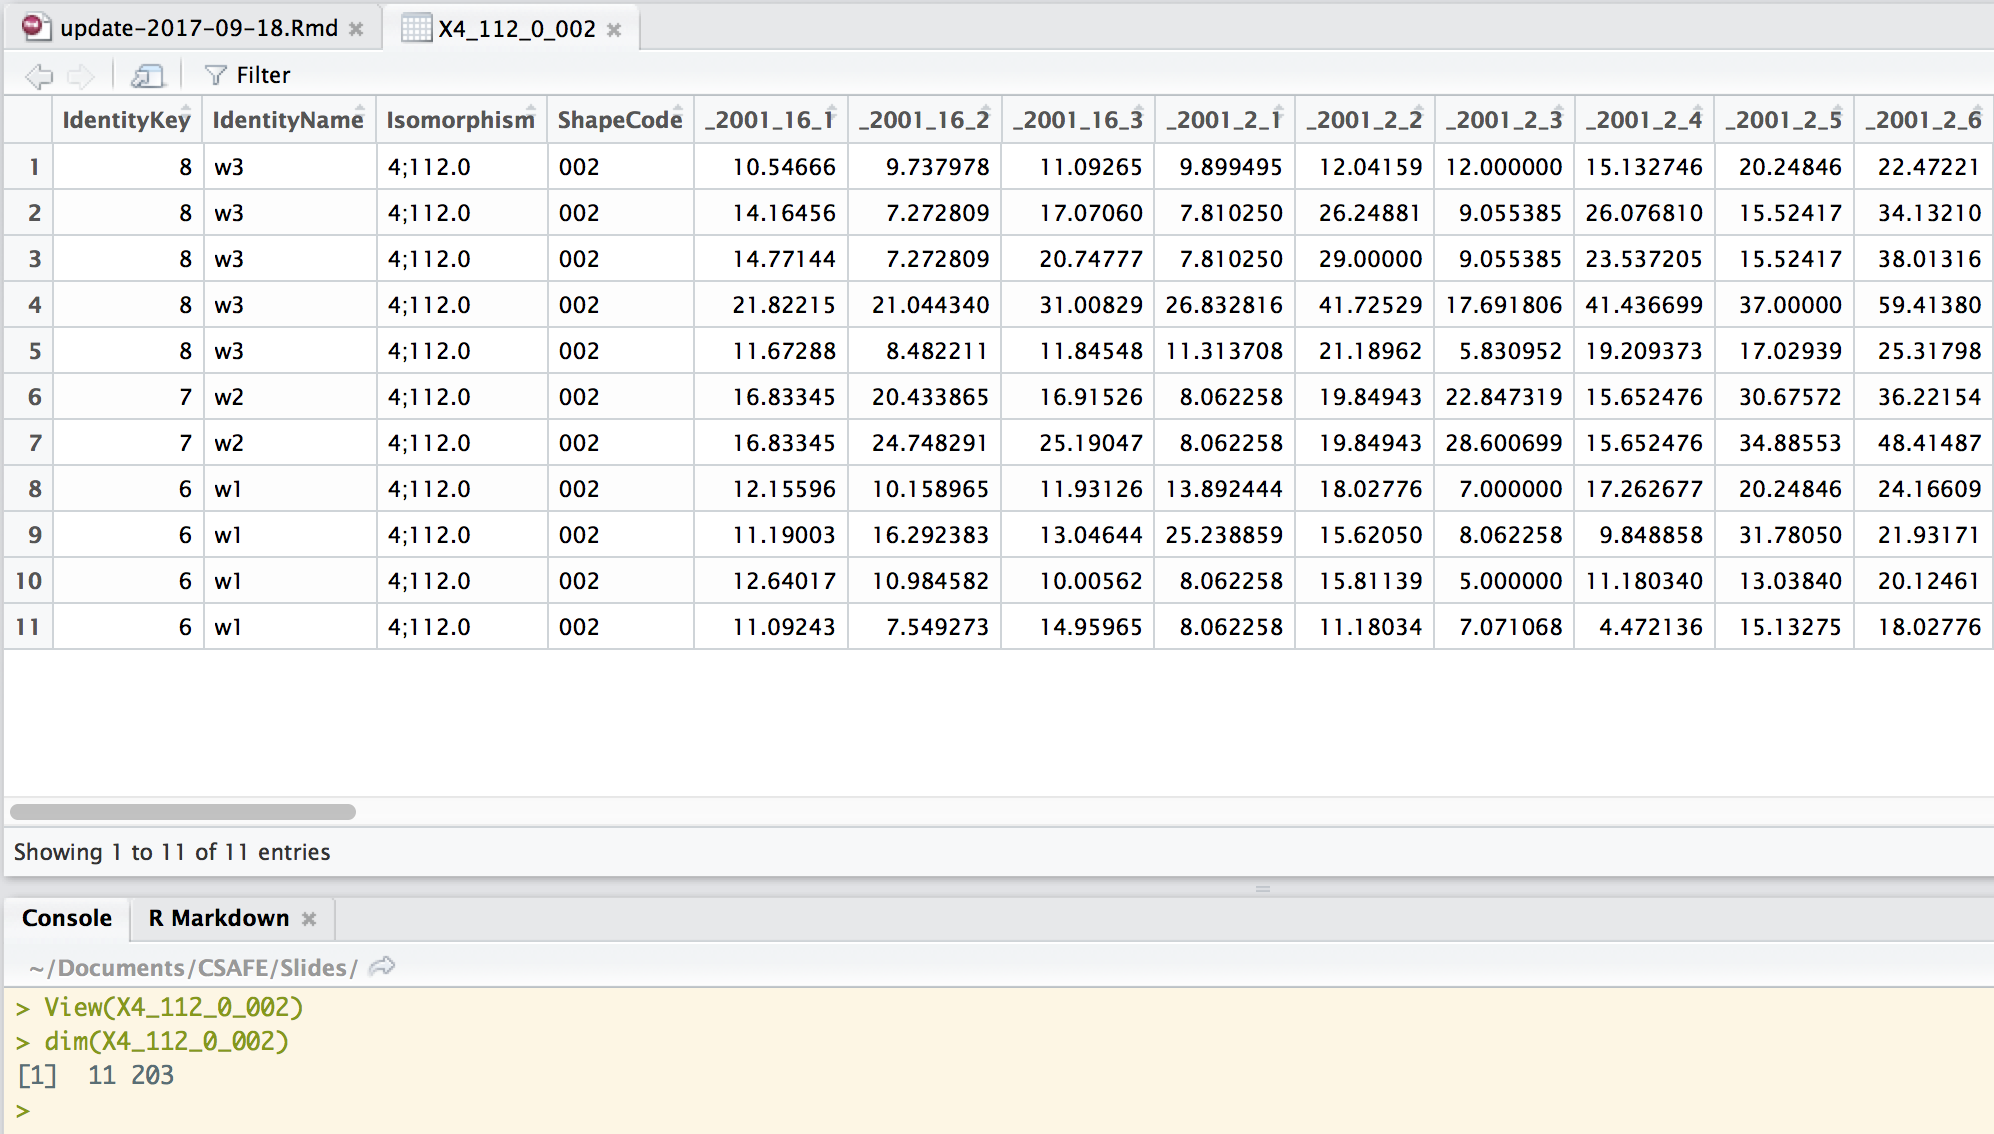 update-2017-09-18.Rmd X4_112_0_002
Filter
IdentityKey IdentityName Isomorphism ShapeCode _2001_16_1 _2001_16_2 _2001_16_3 _2001_2_1 _2001_2_2 _2001_2_3 _2001_2_4 _2001_2_5 _2001_2_6
1 8 w3 4;112.0 002 10.54666 9.737978 11.09265 9.899495 12.04159 12.000000 15.132746 20.24846 22.47221
2 8 w3 4;112.0 002 14.16456 7.272809 17.07060 7.810250 26.24881 9.055385 26.076810 15.52417 34.13210
3 8 w3 4;112.0 002 14.77144 7.272809 20.74777 7.810250 29.00000 9.055385 23.537205 15.52417 38.01316
4 8 w3 4;112.0 002 21.82215 21.044340 31.00829 26.832816 41.72529 17.691806 41.436699 37.00000 59.41380
5 8 w3 4;112.0 002 11.67288 8.482211 11.84548 11.313708 21.18962 5.830952 19.209373 17.02939 25.31798
6 7 w2 4;112.0 002 16.83345 20.433865 16.91526 8.062258 19.84943 22.847319 15.652476 30.67572 36.22154
7 7 w2 4;112.0 002 16.83345 24.748291 25.19047 8.062258 19.84943 28.600699 15.652476 34.88553 48.41487
8 6 w1 4;112.0 002 12.15596 10.158965 11.93126 13.892444 18.02776 7.000000 17.262677 20.24846 24.16609
9 6 w1 4;112.0 002 11.19003 16.292383 13.04644 25.238859 15.62050 8.062258 9.848858 31.78050 21.93171
10 6 w1 4;112.0 002 12.64017 10.984582 10.00562 8.062258 15.81139 5.000000 11.180340 13.03840 20.12461
11 6 w1 4;112.0 002 11.09243 7.549273 14.95965 8.062258 11.18034 7.071068 4.472136 15.13275 18.02776
Showing 1 to 11 of 11 entries
Console R Markdown
~/Documents/CSAFE/Slides/
> View(X4_112_0_002)
> dim(X4_112_0_002)
[1]  11 203
>